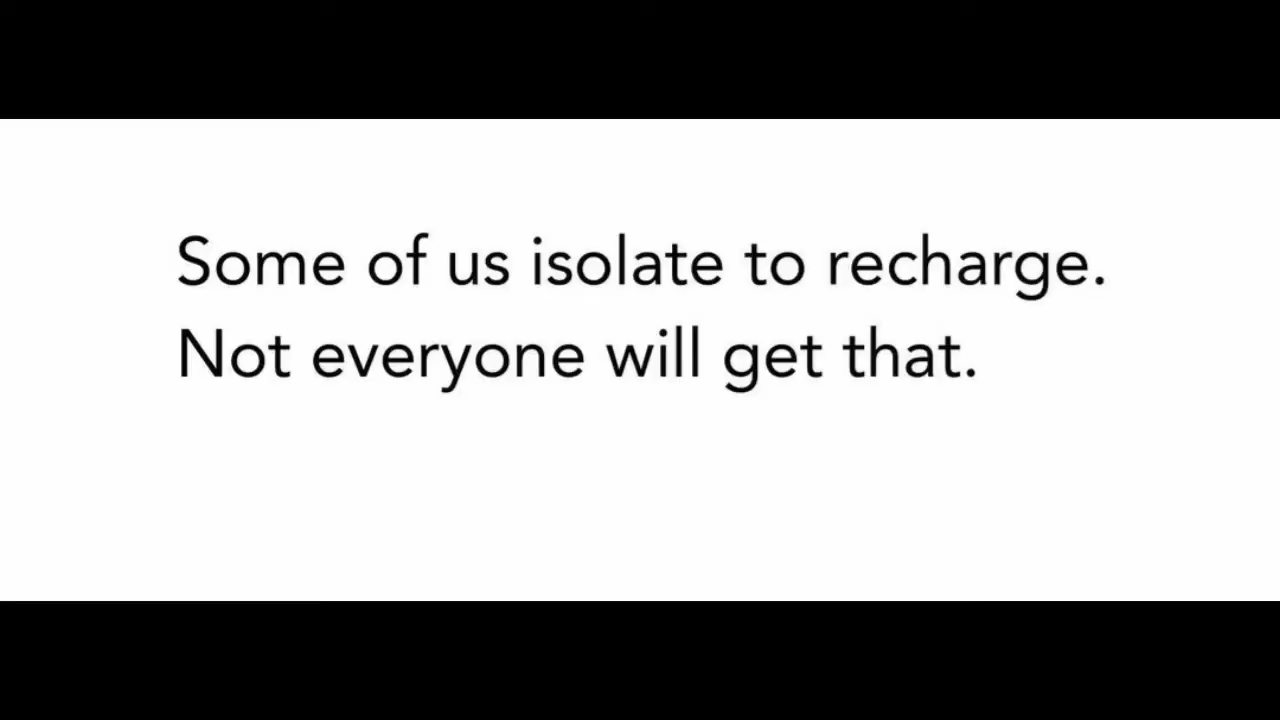 Some of us isolate to recharge.
Not everyone will get that.